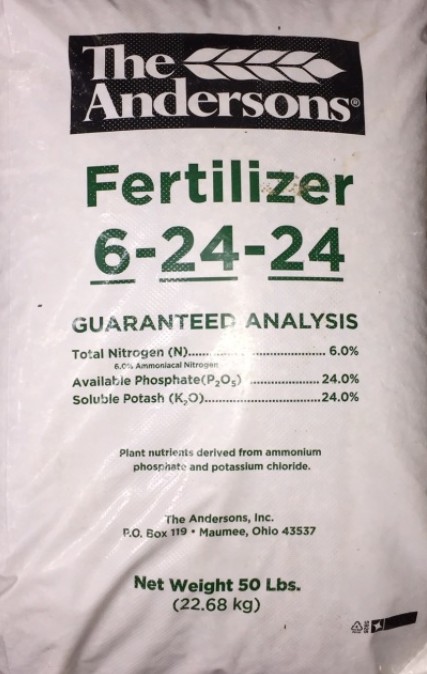 The
Andersons®
Fertilizer
6-24-24
GUARANTEED ANALYSIS
Total Nitrogen (N)................................... 6.0%
6.0% Ammoniacal Nitrogen
Available Phosphate(P₂O₅) ................... 24.0%
Soluble Potash (K₂O)..............................24.0%
Plant nutrients derived from ammonium
phosphate and potassium chloride.
The Andersons, Inc.
P.O. Box 119 • Maumee, Ohio 43537
Net Weight 50 Lbs.
(22.68 kg)